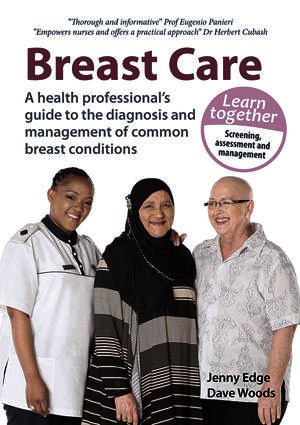 "Thorough and informative" Prof Eugenio Panieri
"Empowers nurses and offers a practical approach" Dr Herbert Cubash
Breast Care
A health professional's
guide to the diagnosis and
management of common
breast conditions
Learn
together
Screening,
assessment and
management
Jenny Edge
Dave Woods